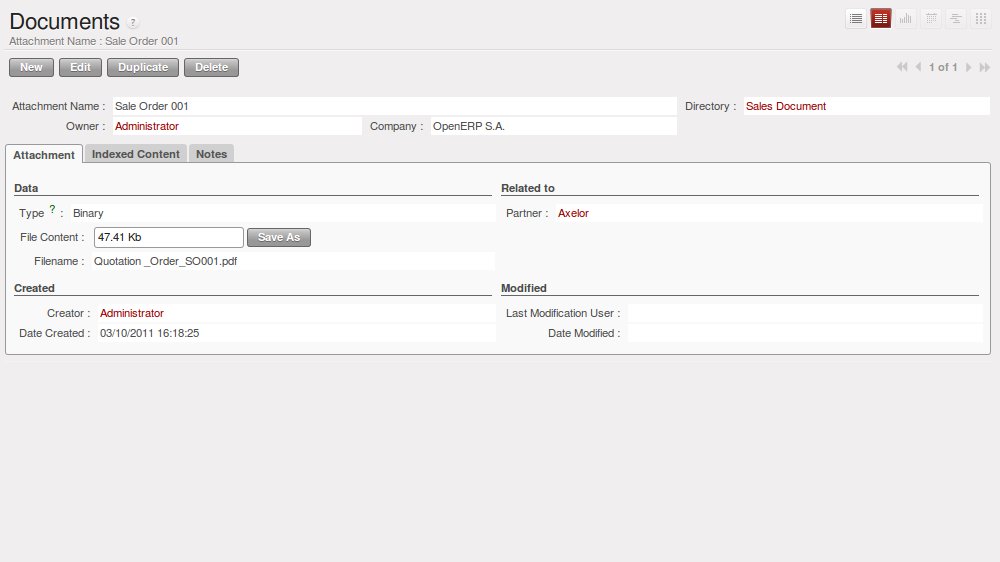 Documents ?
Attachment Name : Sale Order 001
New Edit Duplicate Delete 1 of 1
Attachment Name : Sale Order 001 Directory : Sales Document
Owner : Administrator Company : OpenERP S.A.
Attachment Indexed Content Notes
Data Related to
Type ? : Binary Partner : Axelor
File Content : 47.41 Kb Save As
Filename : Quotation _Order_SO001.pdf
Created Modified
Creator : Administrator Last Modification User :
Date Created : 03/10/2011 16:18:25 Date Modified :